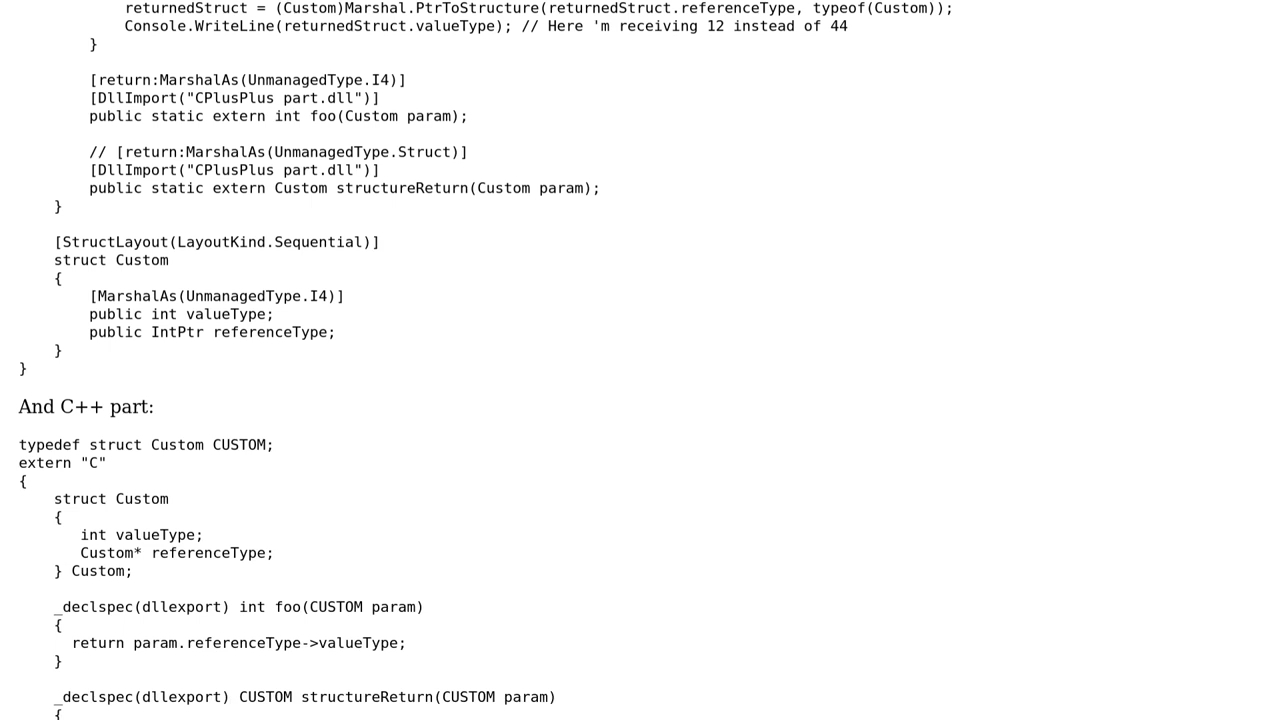 returnedStruct = (Custom)Marshal.PtrToStructure(returnedStruct.referenceType, typeof(Custom));
Console.WriteLine(returnedStruct.valueType); // Here 'm receiving 12 instead of 44
}
[return:MarshalAs(UnmanagedType.I4)]
[DllImport("CPlusPlus part.dll")]
public static extern int foo(Custom param);
// [return:MarshalAs(UnmanagedType.Struct)]
[DllImport("CPlusPlus part.dll")]
public static extern Custom structureReturn(Custom param);
}
[StructLayout(LayoutKind.Sequential)]
struct Custom
{
[MarshalAs(UnmanagedType.I4)]
public int valueType;
public IntPtr referenceType;
}
}
And C++ part:
typedef struct Custom CUSTOM;
extern "C"
{
struct Custom
{
int valueType;
Custom* referenceType;
} Custom;
_declspec(dllexport) int foo(CUSTOM param)
{
return param.referenceType->valueType;
}
_declspec(dllexport) CUSTOM structureReturn(CUSTOM param)
{